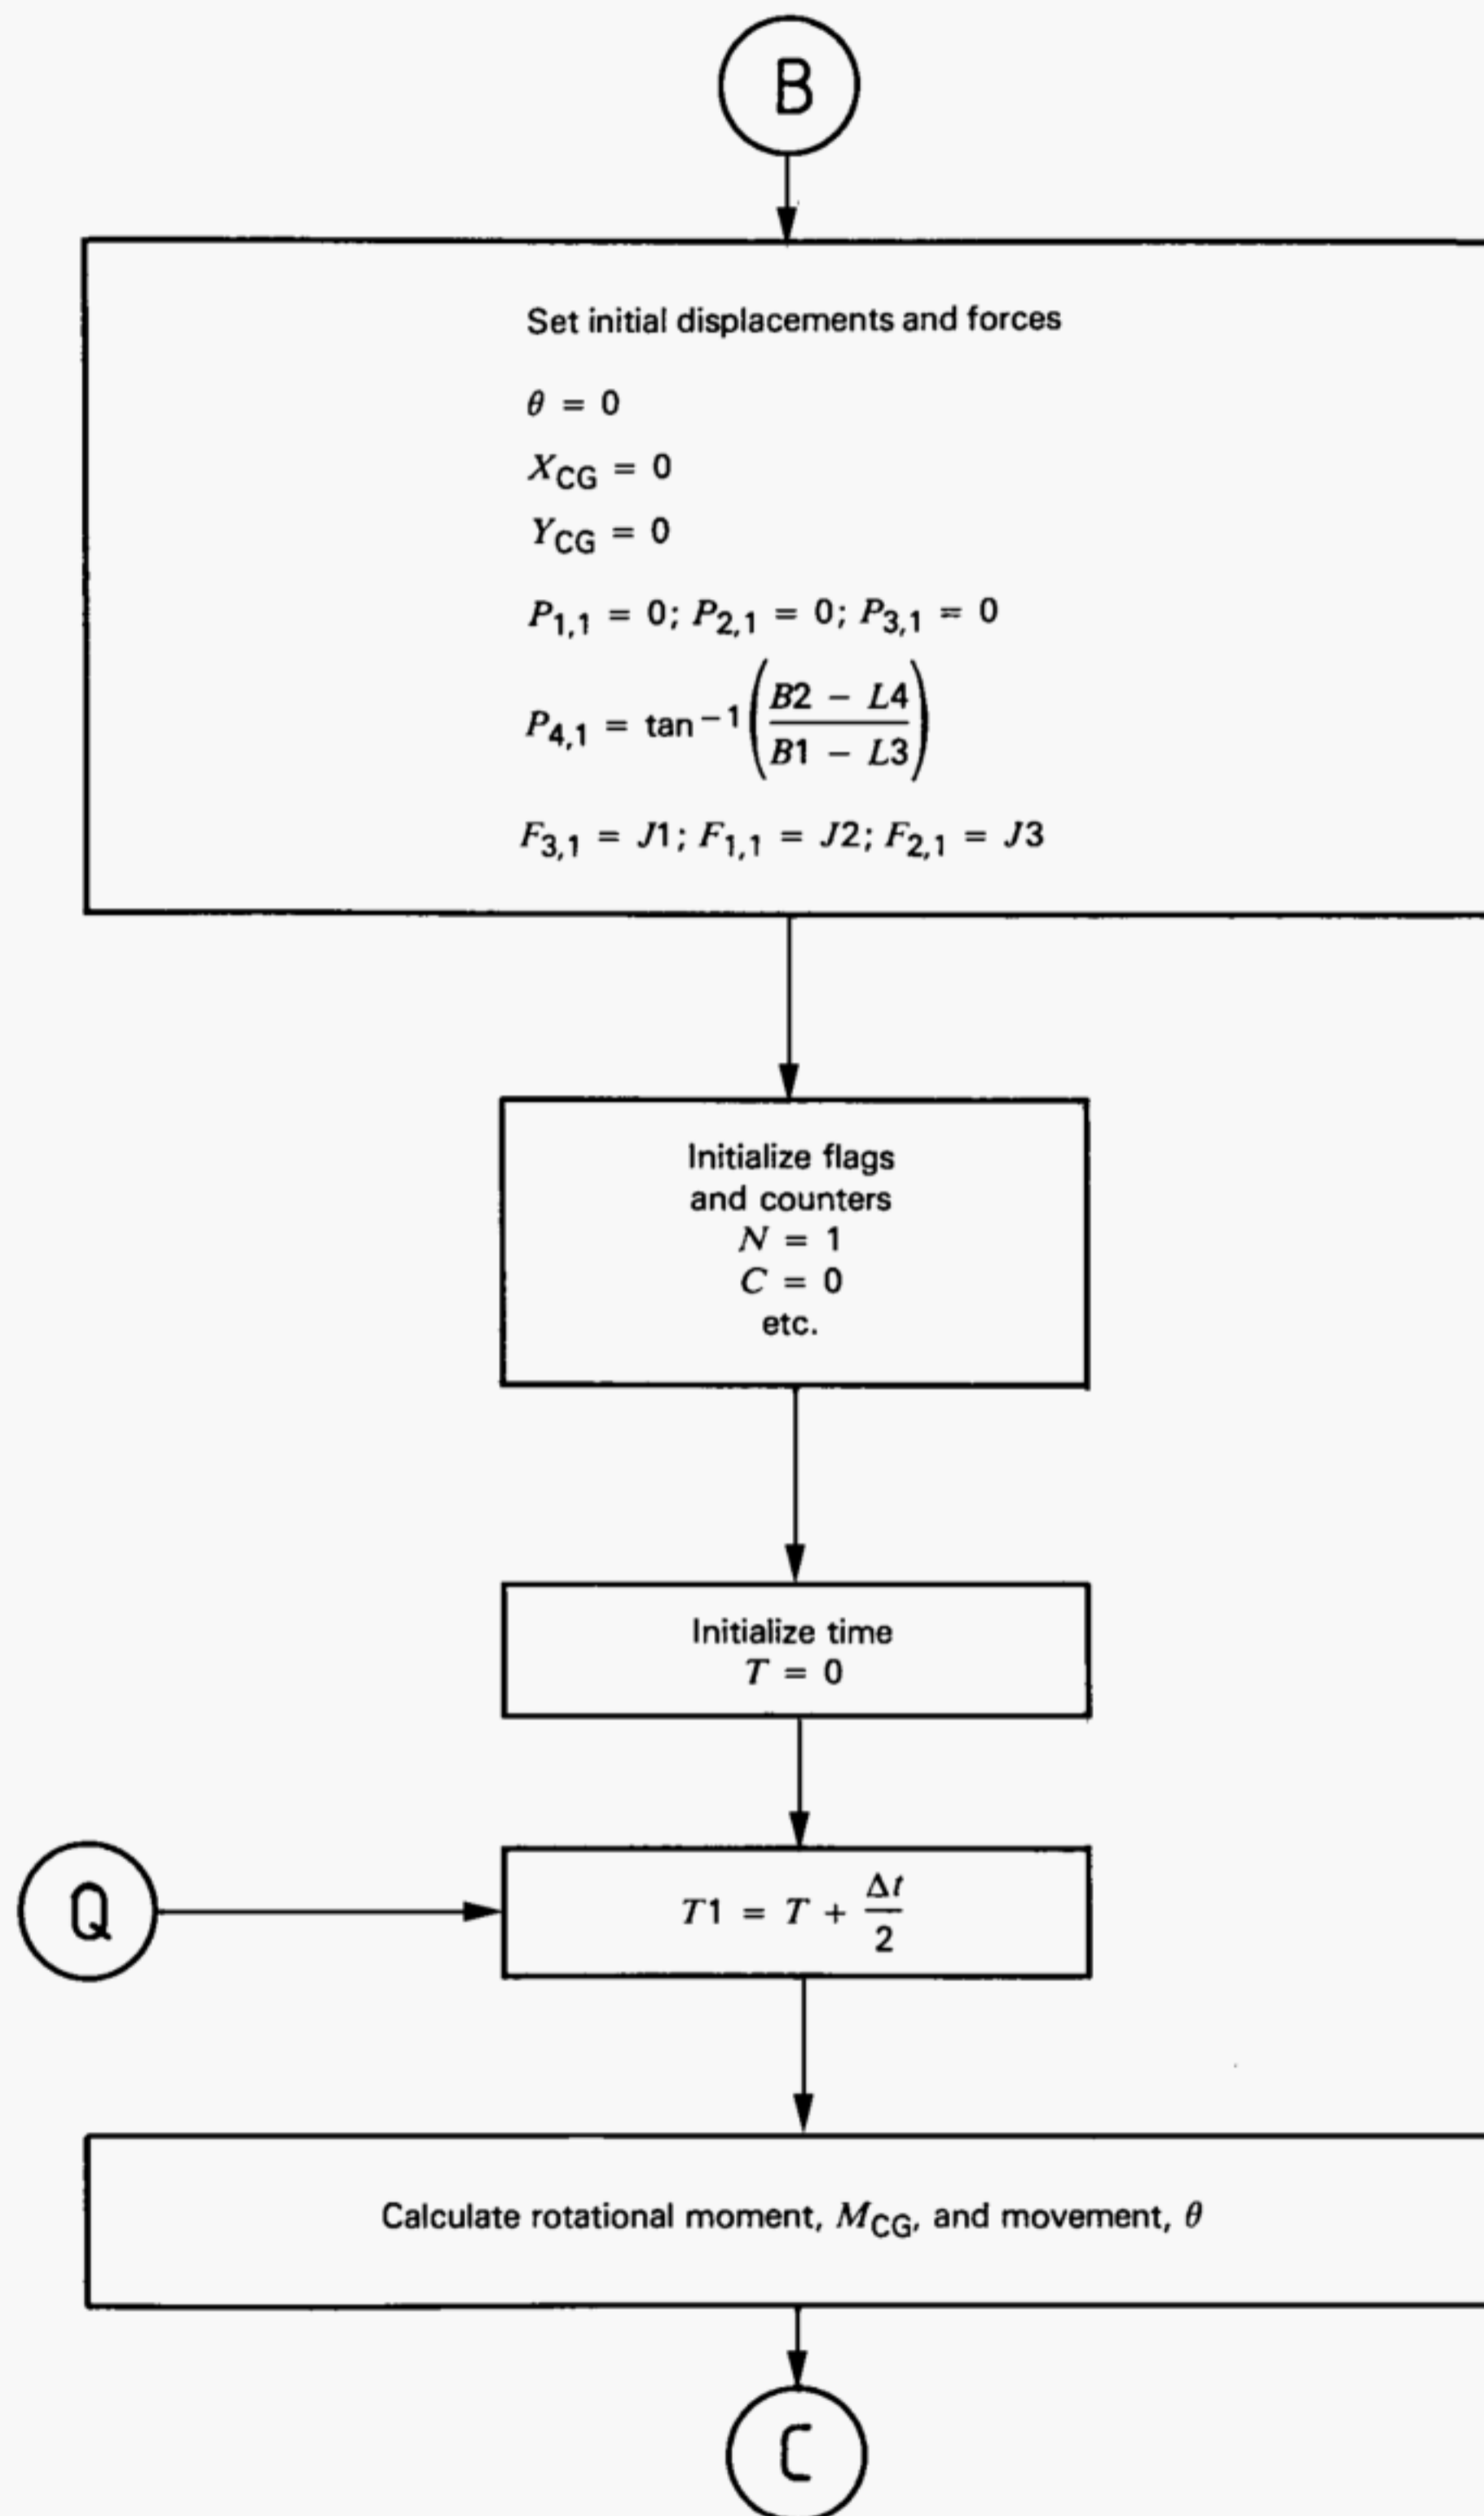 B
Set initial displacements and forces
θ = 0
X_CG = 0
Y_CG = 0
P_1,1 = 0; P_2,1 = 0; P_3,1 = 0
P_4,1 = tan^-1 ((B2 - L4) / (B1 - L3))
F_3,1 = J1; F_1,1 = J2; F_2,1 = J3
Initialize flags
and counters
N = 1
C = 0
etc.
Initialize time
T = 0
Q
T1 = T + Δt/2
Calculate rotational moment, M_CG, and movement, θ
C